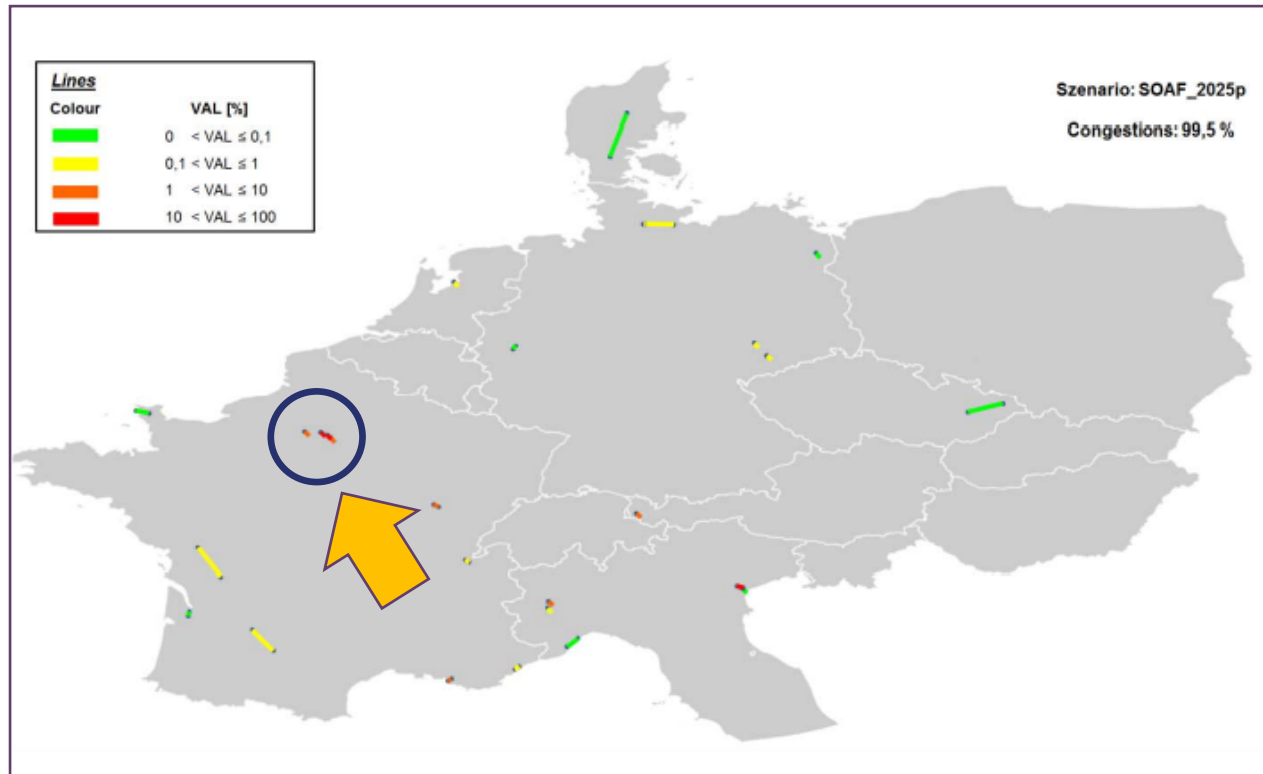 Lines
Colour VAL [%]
0 < VAL ≤ 0,1
0,1 < VAL ≤ 1
1 < VAL ≤ 10
10 < VAL ≤ 100
Szenario: SOAF_2025p
Congestions: 99,5 %